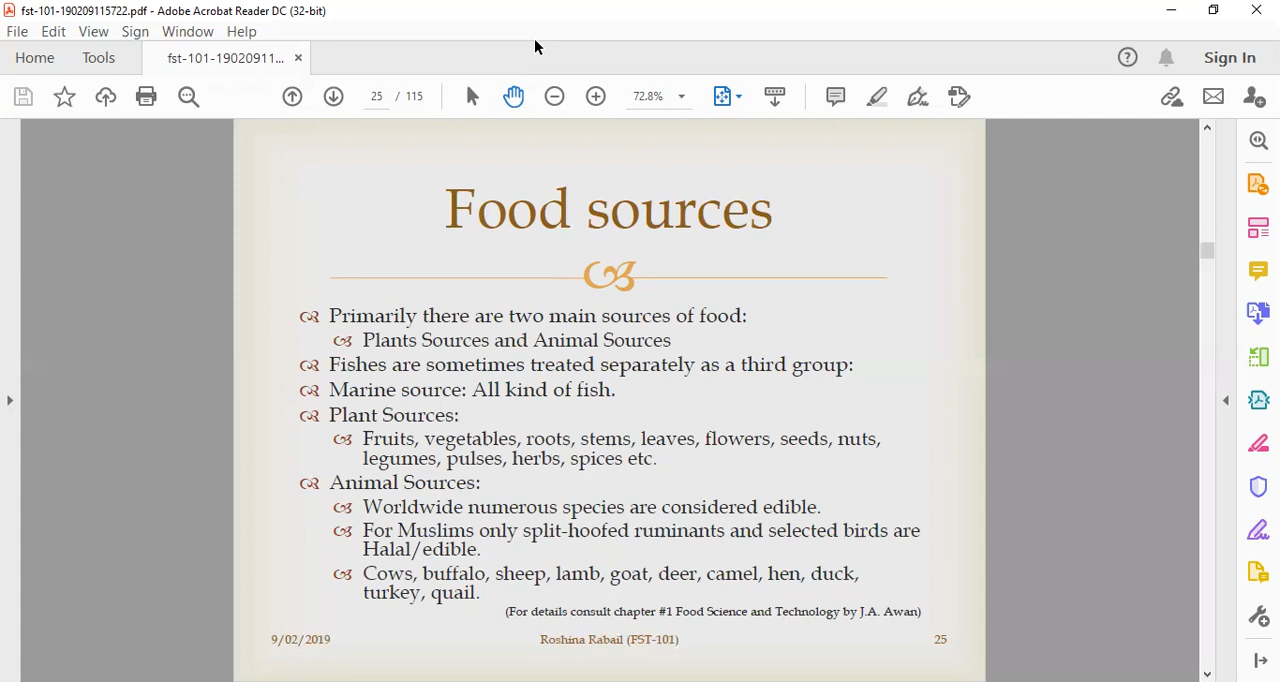 fst-101-190209115722.pdf - Adobe Acrobat Reader DC (32-bit)
File Edit View Sign Window Help
Home Tools fst-101-19020911... × Sign In
25 / 115 72.8%
Food sources
Primarily there are two main sources of food:
Plants Sources and Animal Sources
Fishes are sometimes treated separately as a third group:
Marine source: All kind of fish.
Plant Sources:
Fruits, vegetables, roots, stems, leaves, flowers, seeds, nuts,
legumes, pulses, herbs, spices etc.
Animal Sources:
Worldwide numerous species are considered edible.
For Muslims only split-hoofed ruminants and selected birds are
Halal/edible.
Cows, buffalo, sheep, lamb, goat, deer, camel, hen, duck,
turkey, quail.
(For details consult chapter #1 Food Science and Technology by J.A. Awan)
9/02/2019 Roshina Rabail (FST-101) 25